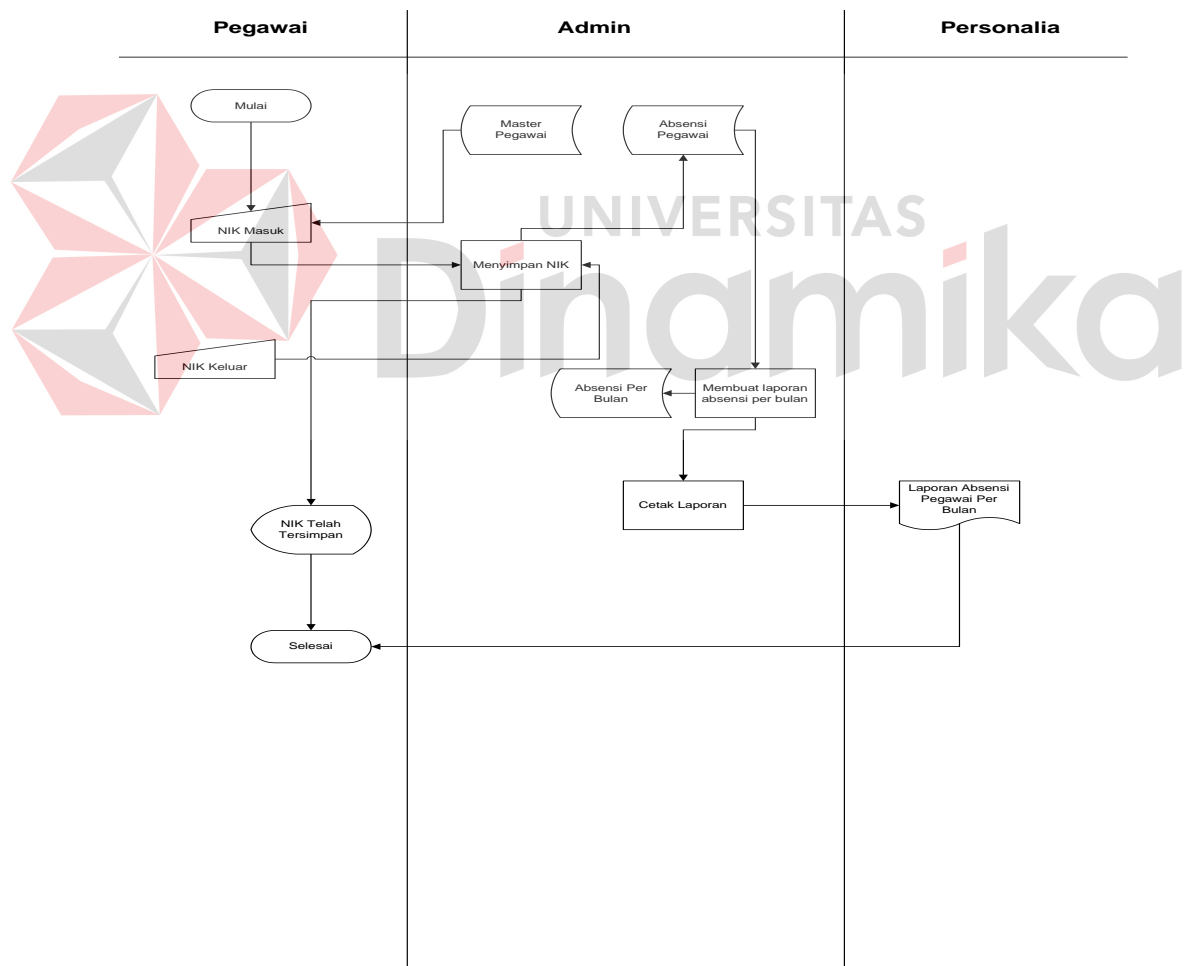 Pegawai
Admin
Personalia
Mulai
Master
Pegawai
Absensi
Pegawai
UNIVERSITAS
Dinamika
NIK Masuk
Menyimpan NIK
NIK Keluar
Absensi Per
Bulan
Membuat laporan
absensi per bulan
Cetak Laporan
Laporan Absensi
Pegawai Per
Bulan
NIK Telah
Tersimpan
Selesai